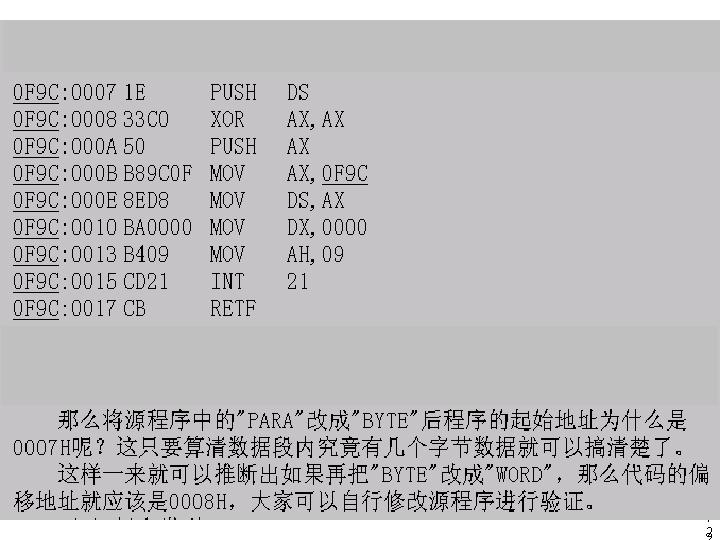 0F9C:0007 1E PUSH DS
0F9C:0008 33C0 XOR AX,AX
0F9C:000A 50 PUSH AX
0F9C:000B B89C0F MOV AX,0F9C
0F9C:000E 8ED8 MOV DS,AX
0F9C:0010 BA0000 MOV DX,0000
0F9C:0013 B409 MOV AH,09
0F9C:0015 CD21 INT 21
0F9C:0017 CB RETF
那么将源程序中的"PARA"改成"BYTE"后程序的起始地址为什么是
0007H呢？这只要算清数据段内究竟有几个字节数据就可以搞清楚了。
这样一来就可以推断出如果再把"BYTE"改成"WORD"，那么代码的偏
移地址就应该是0008H，大家可以自行修改源程序进行验证。